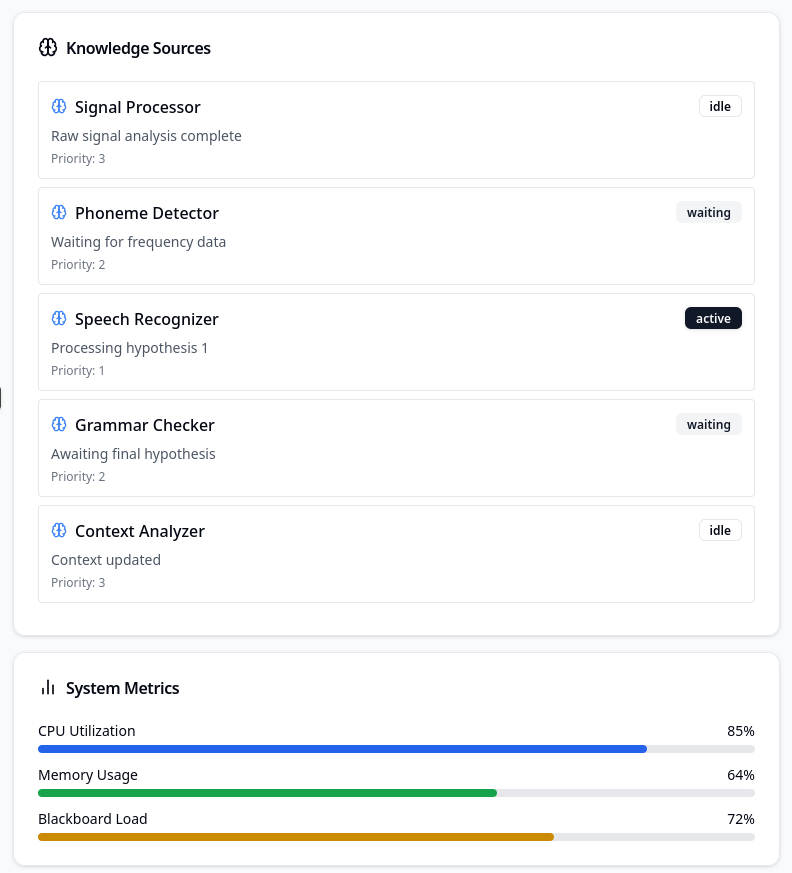 Knowledge Sources
Signal Processor
idle
Raw signal analysis complete
Priority: 3
Phoneme Detector
waiting
Waiting for frequency data
Priority: 2
Speech Recognizer
active
Processing hypothesis 1
Priority: 1
Grammar Checker
waiting
Awaiting final hypothesis
Priority: 2
Context Analyzer
idle
Context updated
Priority: 3
System Metrics
CPU Utilization 85%
Memory Usage 64%
Blackboard Load 72%